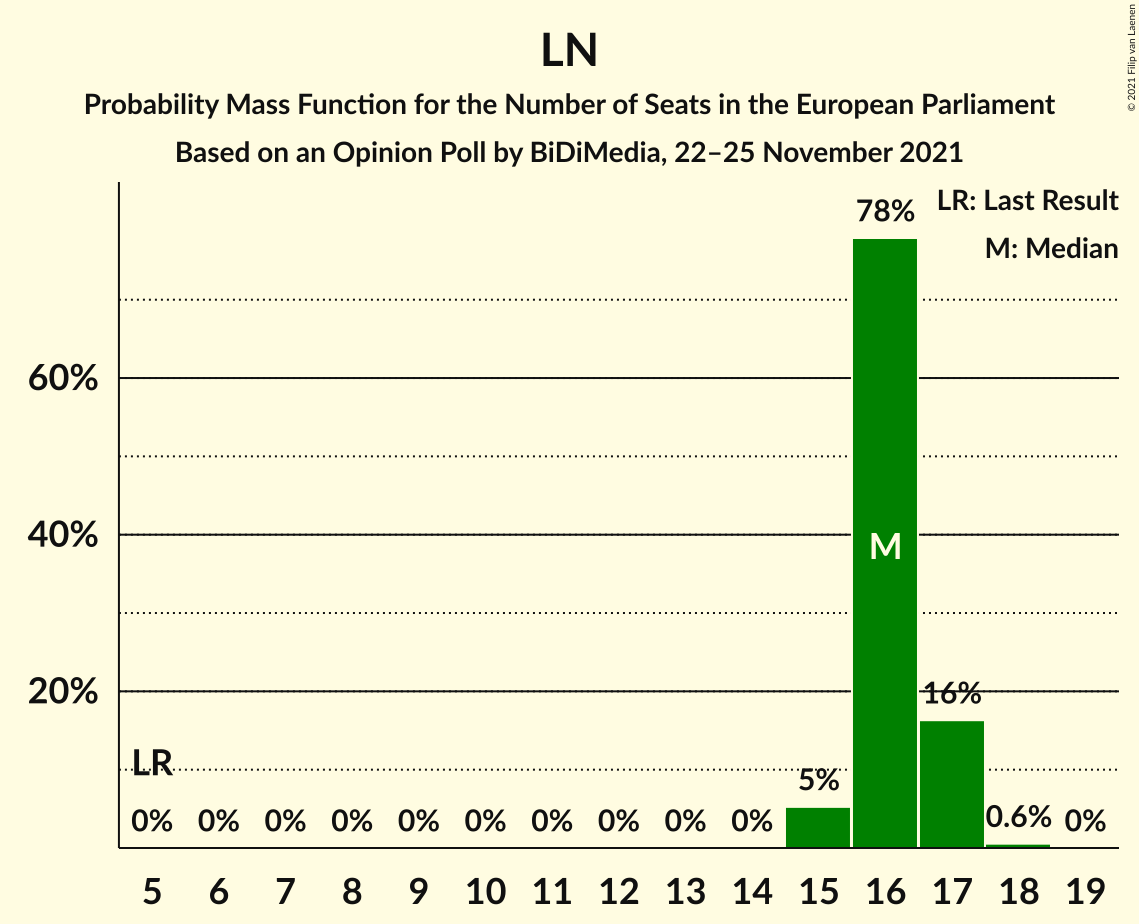 LN
Probability Mass Function for the Number of Seats in the European Parliament
Based on an Opinion Poll by BiDiMedia, 22–25 November 2021
© 2021 Filip van Laenen
LR: Last Result
M: Median
78%
60%
40%
M
20%
16%
LR
5%
0% 0% 0% 0% 0% 0% 0% 0% 0% 0% 0.6% 0%
5 6 7 8 9 10 11 12 13 14 15 16 17 18 19